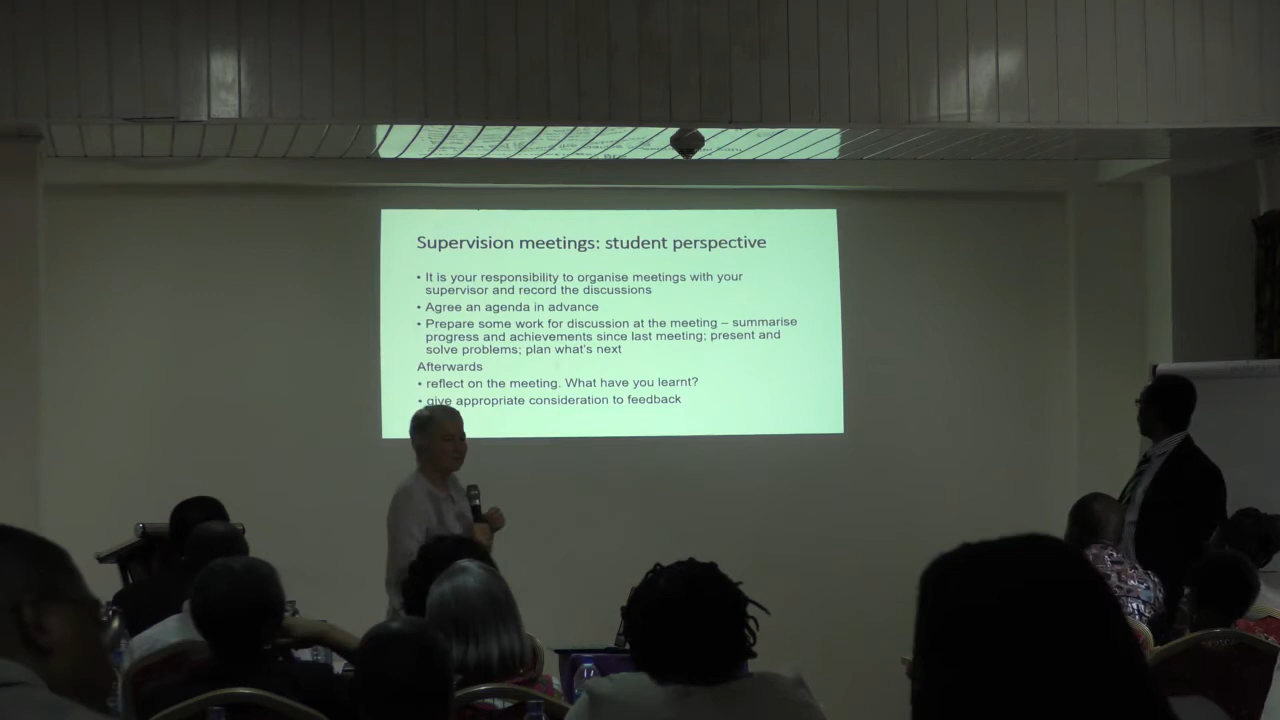 Supervision meetings: student perspective
• It is your responsibility to organise meetings with your
supervisor and record the discussions
• Agree an agenda in advance
• Prepare some work for discussion at the meeting – summarise
progress and achievements since last meeting; present and
solve problems; plan what's next
Afterwards
• reflect on the meeting. What have you learnt?
• give appropriate consideration to feedback